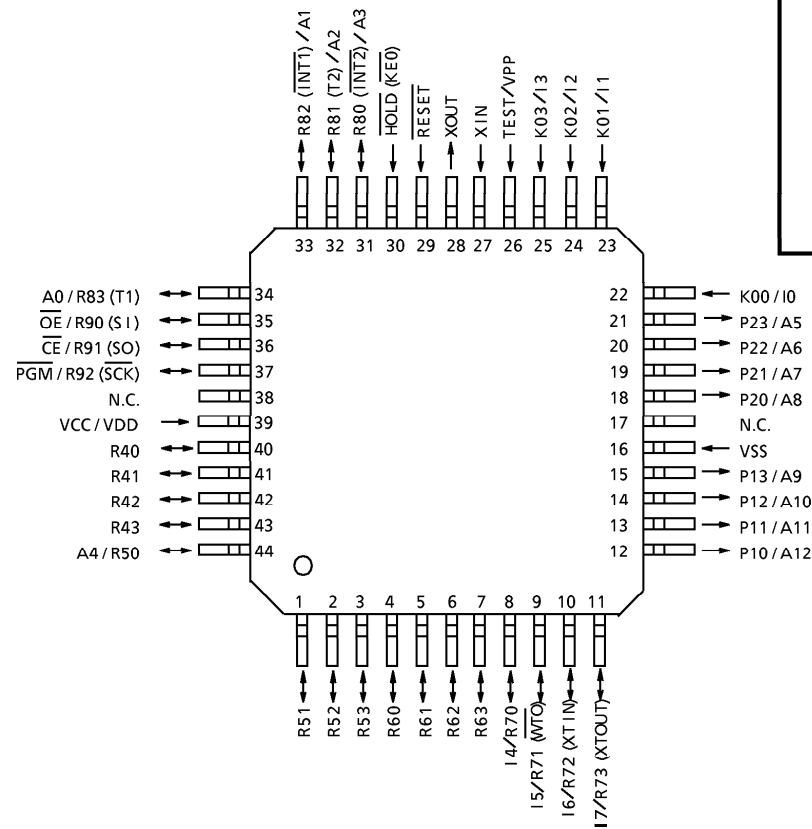 R82 (INT1) / A1
R81 (T2) / A2
R80 (INT2) / A3
HOLD (KE0)
RESET
XOUT
XIN
TEST/VPP
K03/I3
K02/I2
K01/I1
33 32 31 30 29 28 27 26 25 24 23
A0 / R83 (T1) 34
OE / R90 (SI) 35
CE / R91 (SO) 36
PGM / R92 (SCK) 37
N.C. 38
VCC / VDD 39
R40 40
R41 41
R42 42
R43 43
A4 / R50 44
22 K00 / I0
21 P23 / A5
20 P22 / A6
19 P21 / A7
18 P20 / A8
17 N.C.
16 VSS
15 P13 / A9
14 P12 / A10
13 P11 / A11
12 P10 / A12
1 2 3 4 5 6 7 8 9 10 11
R51
R52
R53
R60
R61
R62
R63
I4/R70
I5/R71 (WTO)
I6/R72 (XTIN)
I7/R73 (XTOUT)